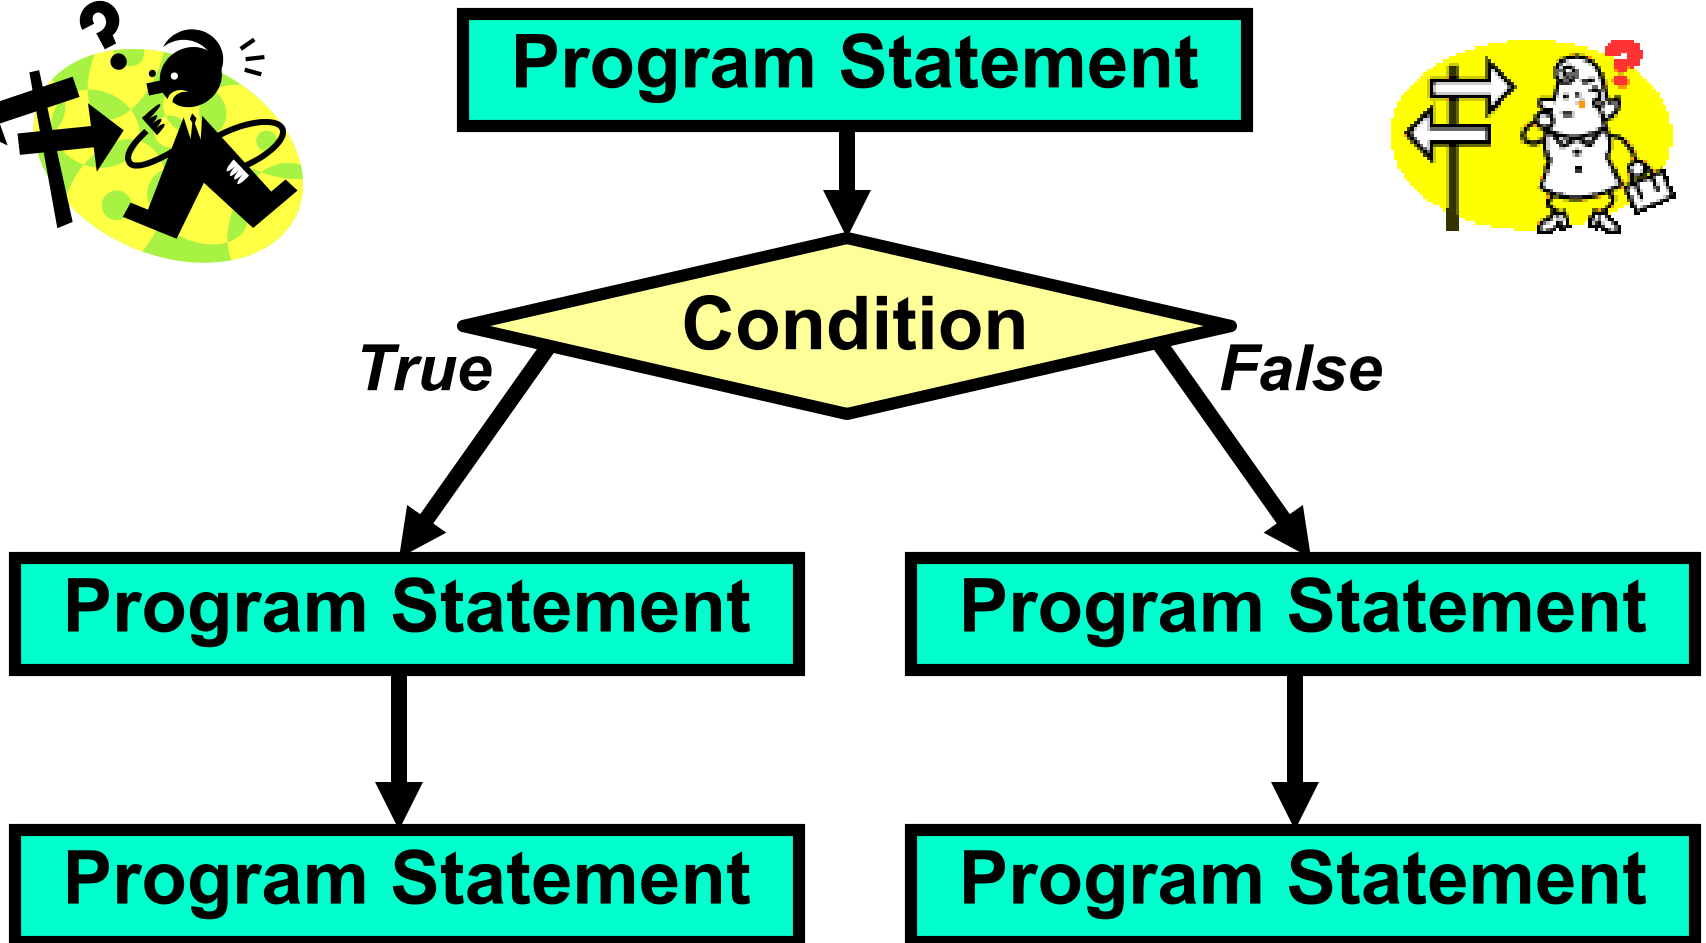 Program Statement
Condition
True
False
Program Statement
Program Statement
Program Statement
Program Statement